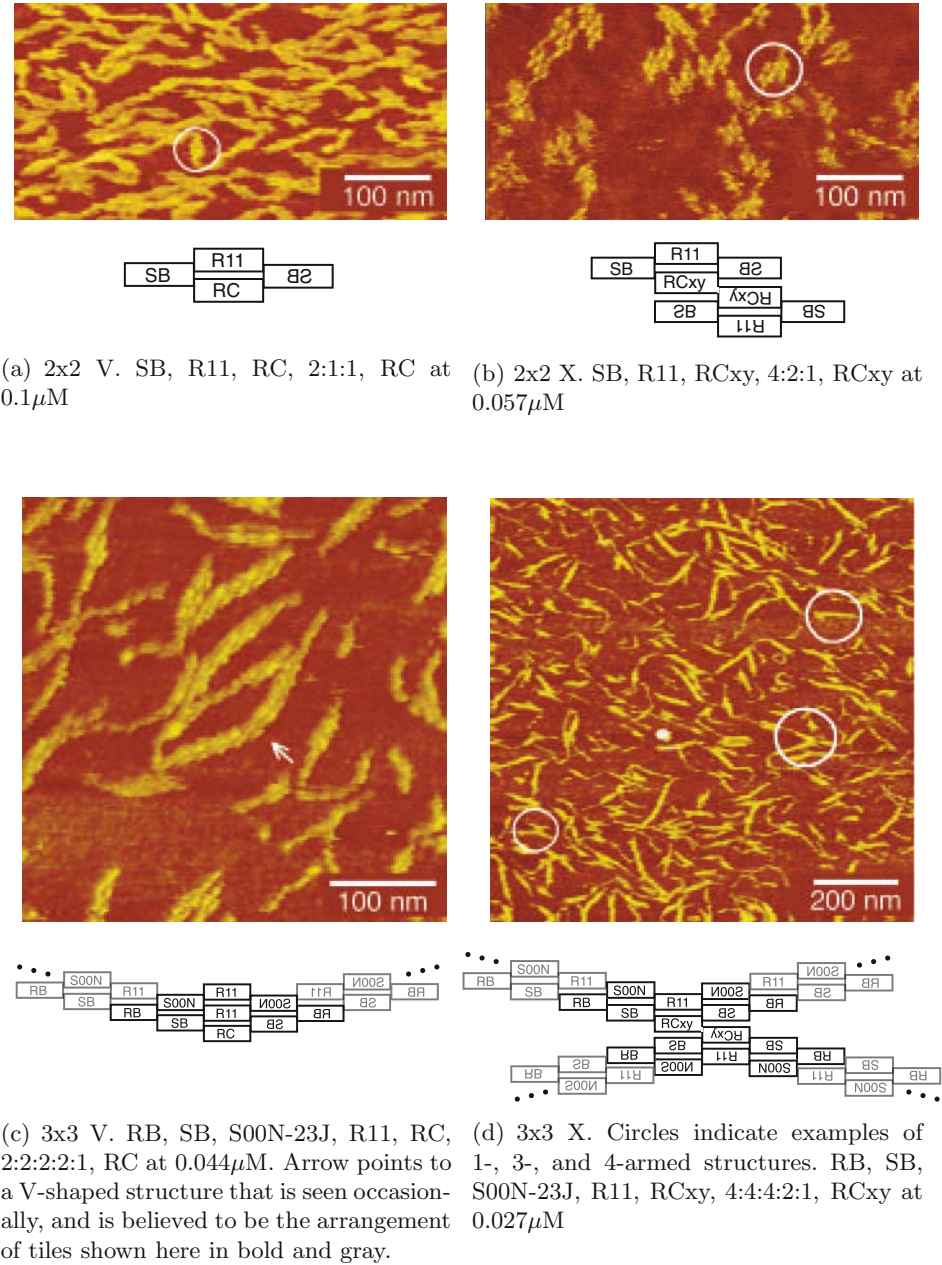 100 nm
R11
SB SB
RC
(a) 2x2 V. SB, R11, RC, 2:1:1, RC at
0.1μM
100 nm
R11
SB SB
RCxy RCxy
SB SB
R11
(b) 2x2 X. SB, R11, RCxy, 4:2:1, RCxy at
0.057μM
100 nm
S00N S00N
RB R11 R11 R11 RB
SB S00N S00N SB
RB R11 RB
SB SB
RC
(c) 3x3 V. RB, SB, S00N-23J, R11, RC,
2:2:2:2:1, RC at 0.044μM. Arrow points to
a V-shaped structure that is seen occasion-
ally, and is believed to be the arrangement
of tiles shown here in bold and gray.
200 nm
S00N S00N
RB R11 RB
SB S00N S00N SB
RB R11 RB
SB SB
RCxy RCxy
SB SB
RB R11 RB
SB S00N S00N SB
RB R11 R11 RB
S00N S00N
(d) 3x3 X. Circles indicate examples of
1-, 3-, and 4-armed structures. RB, SB,
S00N-23J, R11, RCxy, 4:4:4:2:1, RCxy at
0.027μM